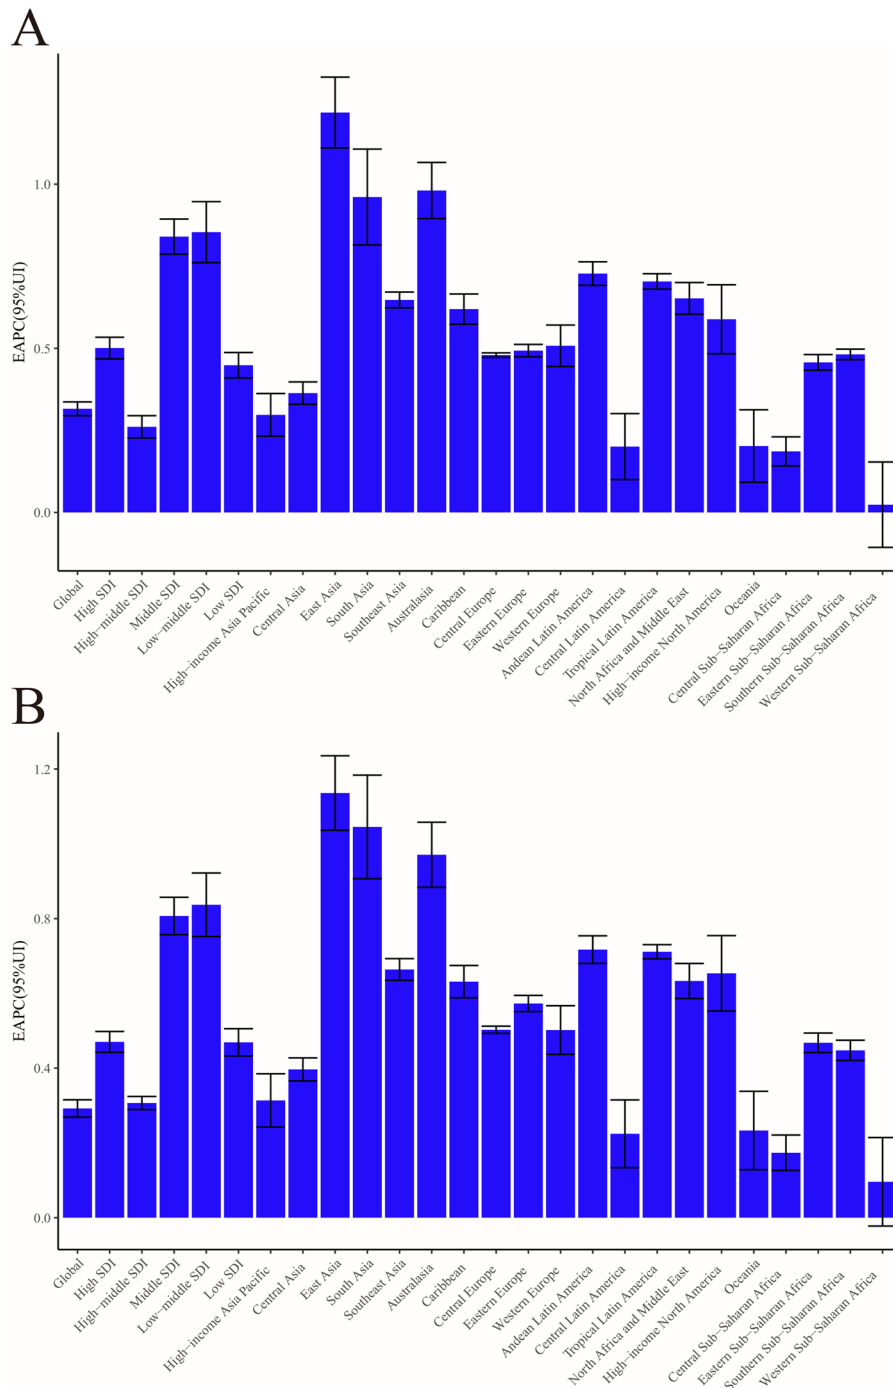 A
EAPC(95%UI)
1.0
0.5
0.0
Global
High SDI
High−middle SDI
Middle SDI
Low−middle SDI
Low SDI
High−income Asia Pacific
Central Asia
East Asia
South Asia
Southeast Asia
Australasia
Caribbean
Central Europe
Eastern Europe
Western Europe
Andean Latin America
Central Latin America
Tropical Latin America
North Africa and Middle East
High−income North America
Oceania
Central Sub−Saharan Africa
Eastern Sub−Saharan Africa
Southern Sub−Saharan Africa
Western Sub−Saharan Africa
B
EAPC(95%UI)
1.2
0.8
0.4
0.0
Global
High SDI
High−middle SDI
Middle SDI
Low−middle SDI
Low SDI
High−income Asia Pacific
Central Asia
East Asia
South Asia
Southeast Asia
Australasia
Caribbean
Central Europe
Eastern Europe
Western Europe
Andean Latin America
Central Latin America
Tropical Latin America
North Africa and Middle East
High−income North America
Oceania
Central Sub−Saharan Africa
Eastern Sub−Saharan Africa
Southern Sub−Saharan Africa
Western Sub−Saharan Africa